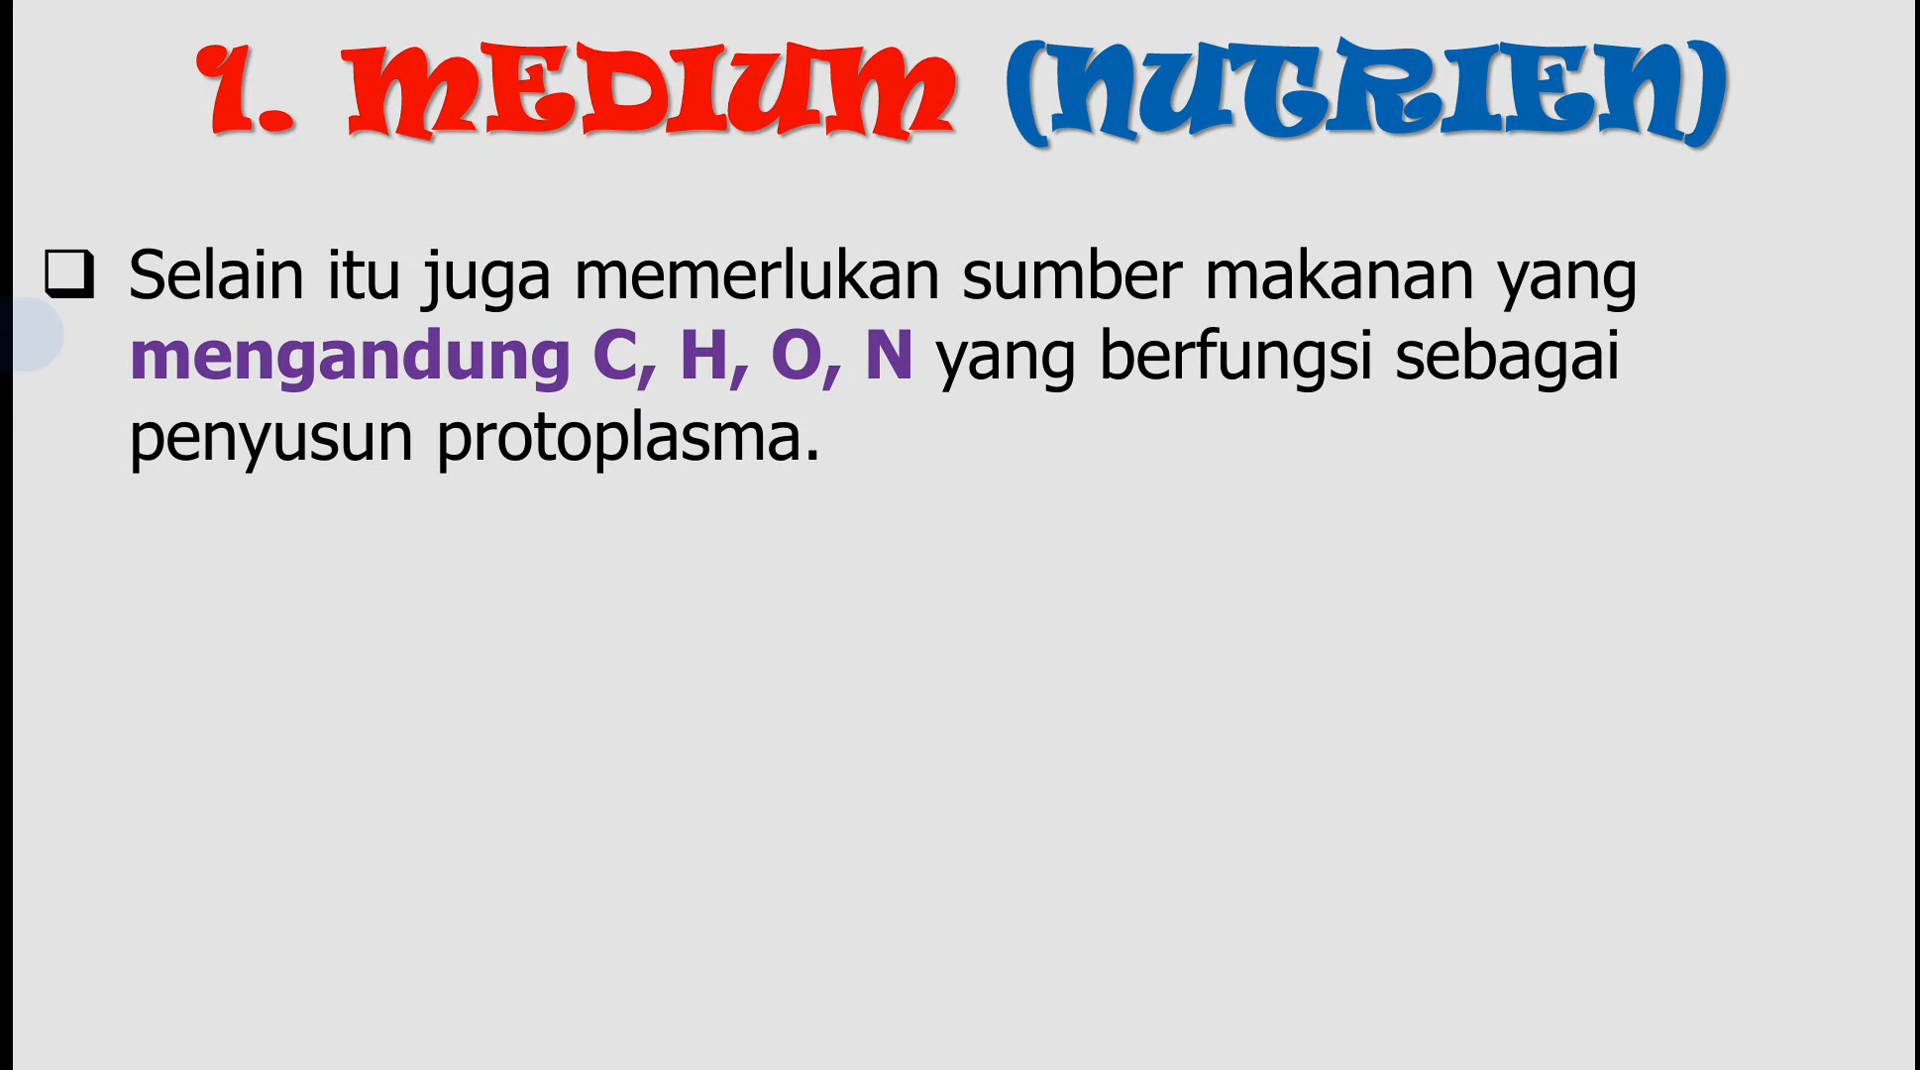 1. MEDIUM (NUTRIEN)
❑ Selain itu juga memerlukan sumber makanan yang
mengandung C, H, O, N yang berfungsi sebagai
penyusun protoplasma.